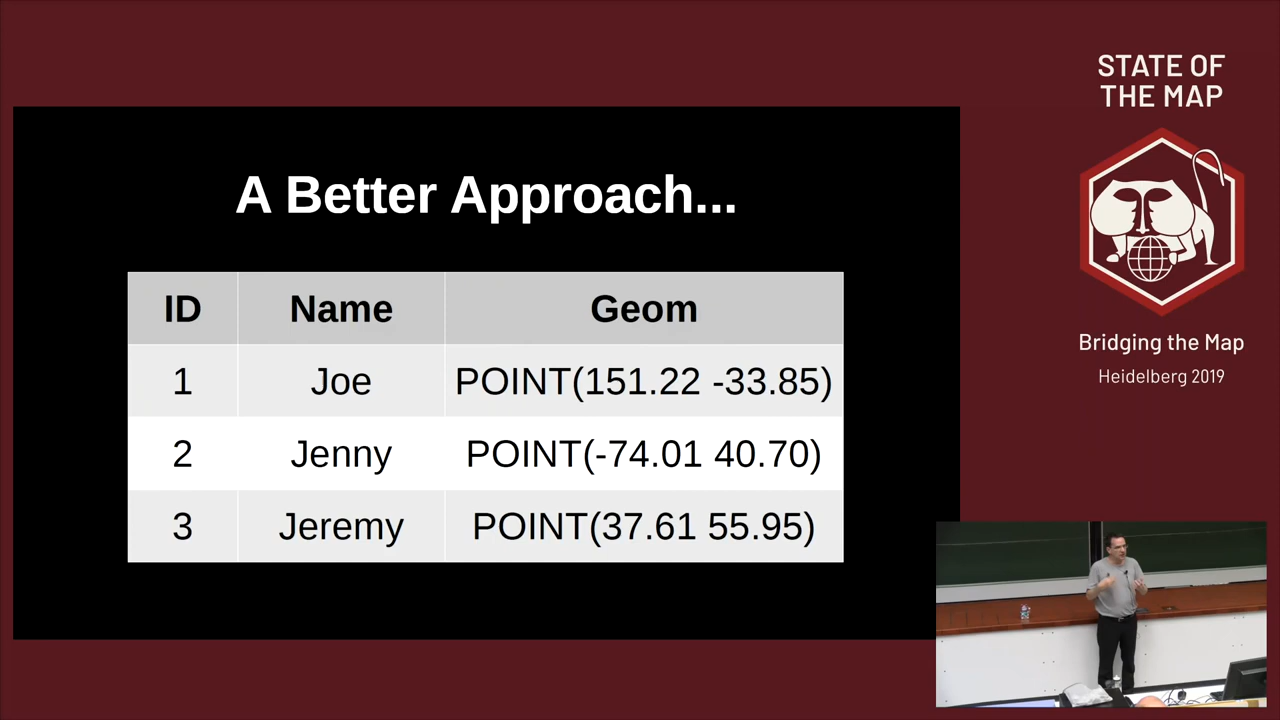 STATE OF
THE MAP
A Better Approach...
ID Name Geom
1 Joe POINT(151.22 -33.85)
2 Jenny POINT(-74.01 40.70)
3 Jeremy POINT(37.61 55.95)
Bridging the Map
Heidelberg 2019